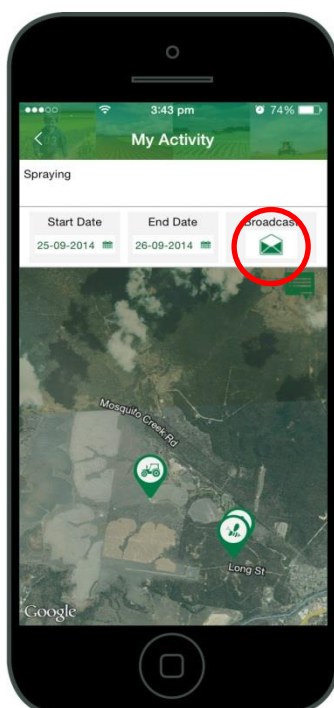 3:43 pm 74%
My Activity
Spraying
Start Date End Date Broadcast
25-09-2014 26-09-2014
Mosquito Creek Rd
Long St
Google